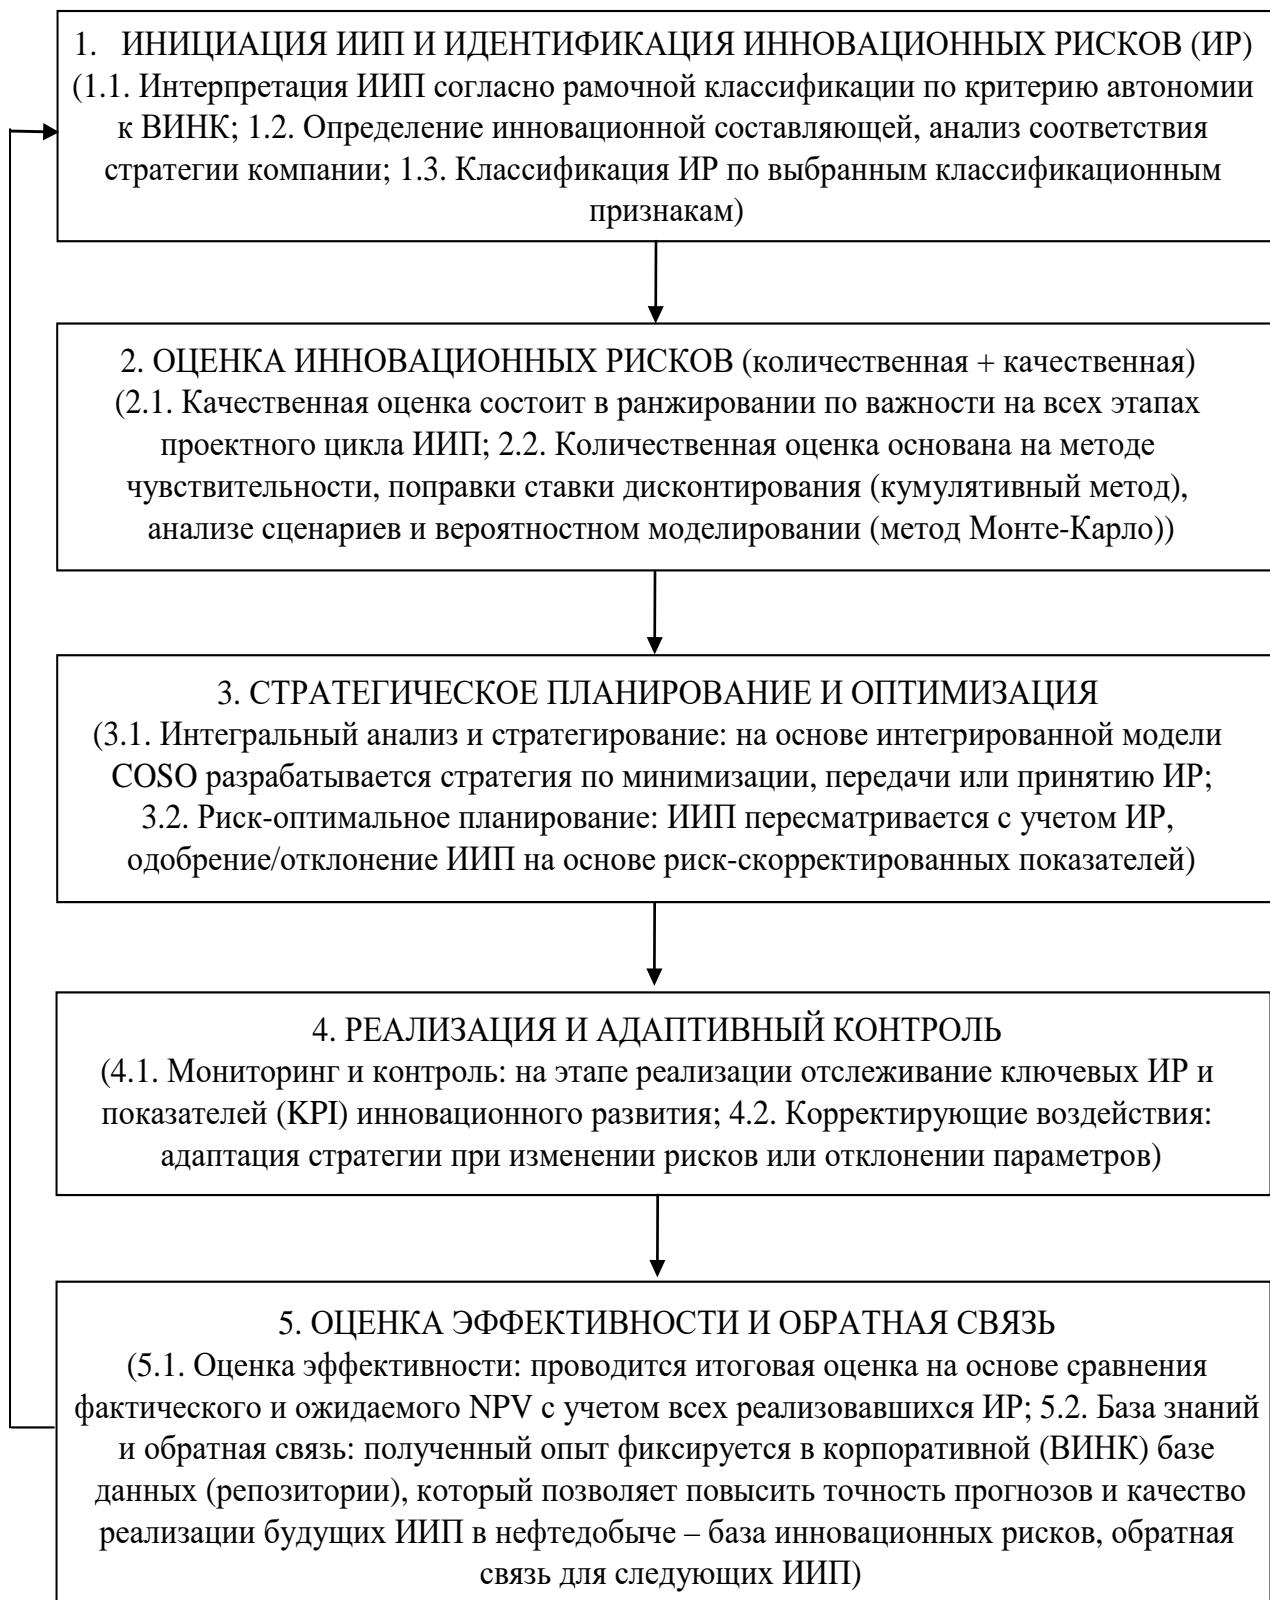 1. ИНИЦИАЦИЯ ИИП И ИДЕНТИФИКАЦИЯ ИННОВАЦИОННЫХ РИСКОВ (ИР)
(1.1. Интерпретация ИИП согласно рамочной классификации по критерию автономии
к ВИНК; 1.2. Определение инновационной составляющей, анализ соответствия
стратегии компании; 1.3. Классификация ИР по выбранным классификационным
признакам)
2. ОЦЕНКА ИННОВАЦИОННЫХ РИСКОВ (количественная + качественная)
(2.1. Качественная оценка состоит в ранжировании по важности на всех этапах
проектного цикла ИИП; 2.2. Количественная оценка основана на методе
чувствительности, поправки ставки дисконтирования (кумулятивный метод),
анализе сценариев и вероятностном моделировании (метод Монте-Карло))
3. СТРАТЕГИЧЕСКОЕ ПЛАНИРОВАНИЕ И ОПТИМИЗАЦИЯ
(3.1. Интегральный анализ и стратегирование: на основе интегрированной модели
COSO разрабатывается стратегия по минимизации, передачи или принятию ИР;
3.2. Риск-оптимальное планирование: ИИП пересматривается с учетом ИР,
одобрение/отклонение ИИП на основе риск-скорректированных показателей)
4. РЕАЛИЗАЦИЯ И АДАПТИВНЫЙ КОНТРОЛЬ
(4.1. Мониторинг и контроль: на этапе реализации отслеживание ключевых ИР и
показателей (KPI) инновационного развития; 4.2. Корректирующие воздействия:
адаптация стратегии при изменении рисков или отклонении параметров)
5. ОЦЕНКА ЭФФЕКТИВНОСТИ И ОБРАТНАЯ СВЯЗЬ
(5.1. Оценка эффективности: проводится итоговая оценка на основе сравнения
фактического и ожидаемого NPV с учетом всех реализовавшихся ИР; 5.2. База знаний
и обратная связь: полученный опыт фиксируется в корпоративной (ВИНК) базе
данных (репозитории), который позволяет повысить точность прогнозов и качество
реализации будущих ИИП в нефтедобыче – база инновационных рисков, обратная
связь для следующих ИИП)